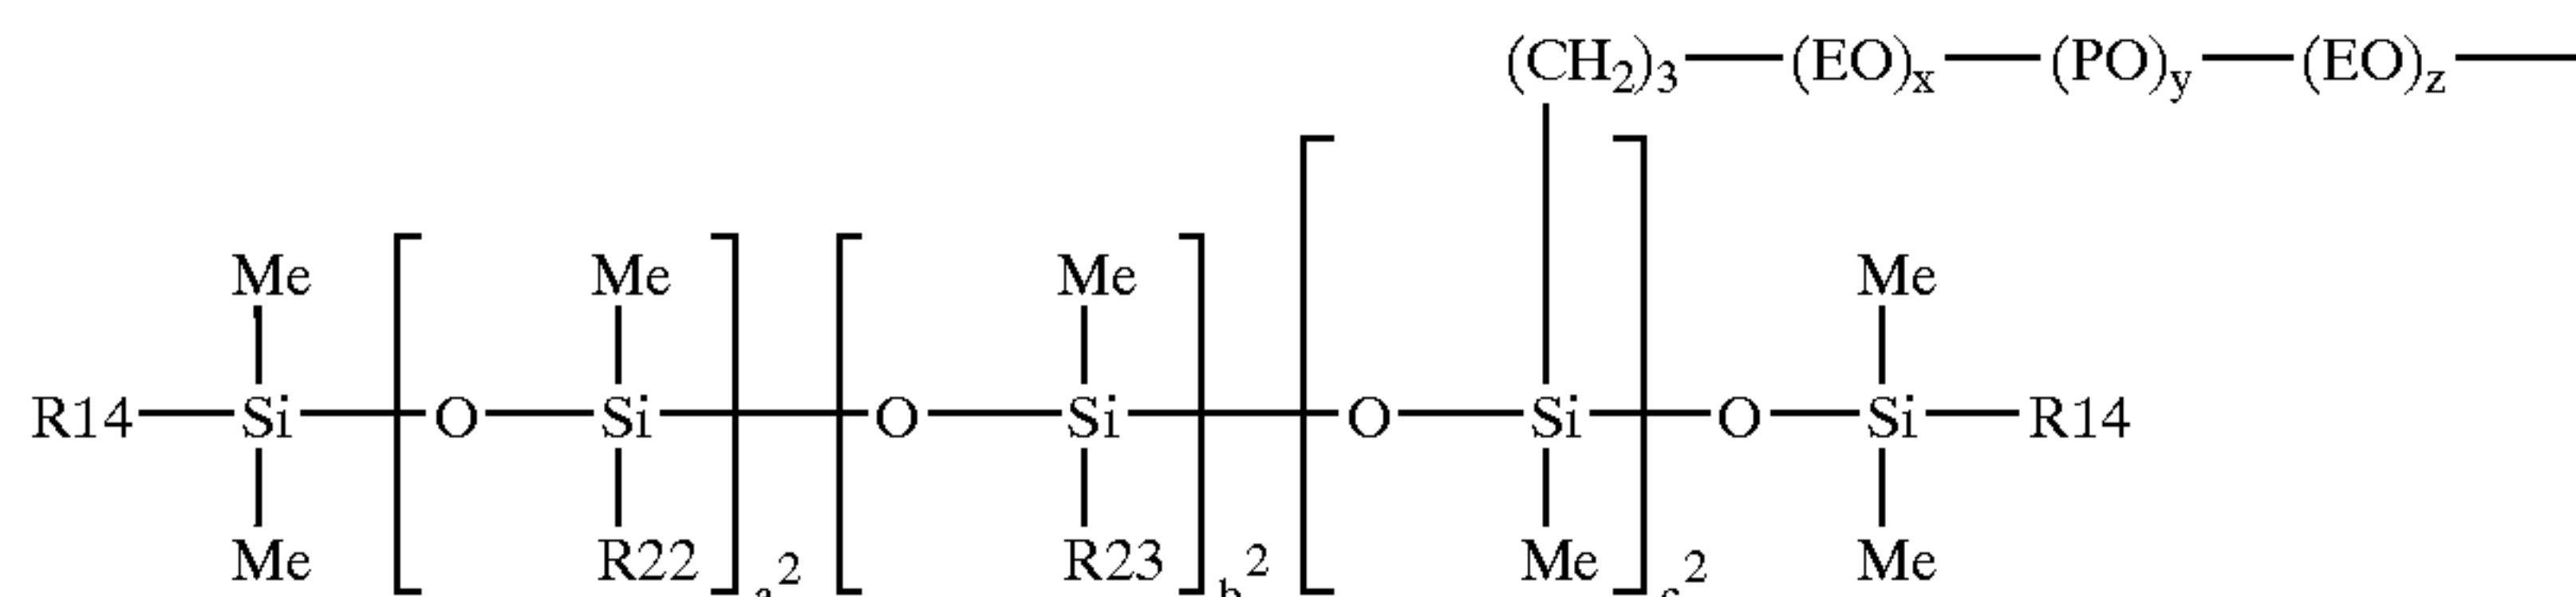 (CH2)3—(EO)x—(PO)y—(EO)z—
Me Me Me Me
R14—Si—[O—Si—]—[O—Si—]—[O—Si—]—O—Si—R14
Me R22 a2 R23 b2 Me c2 Me